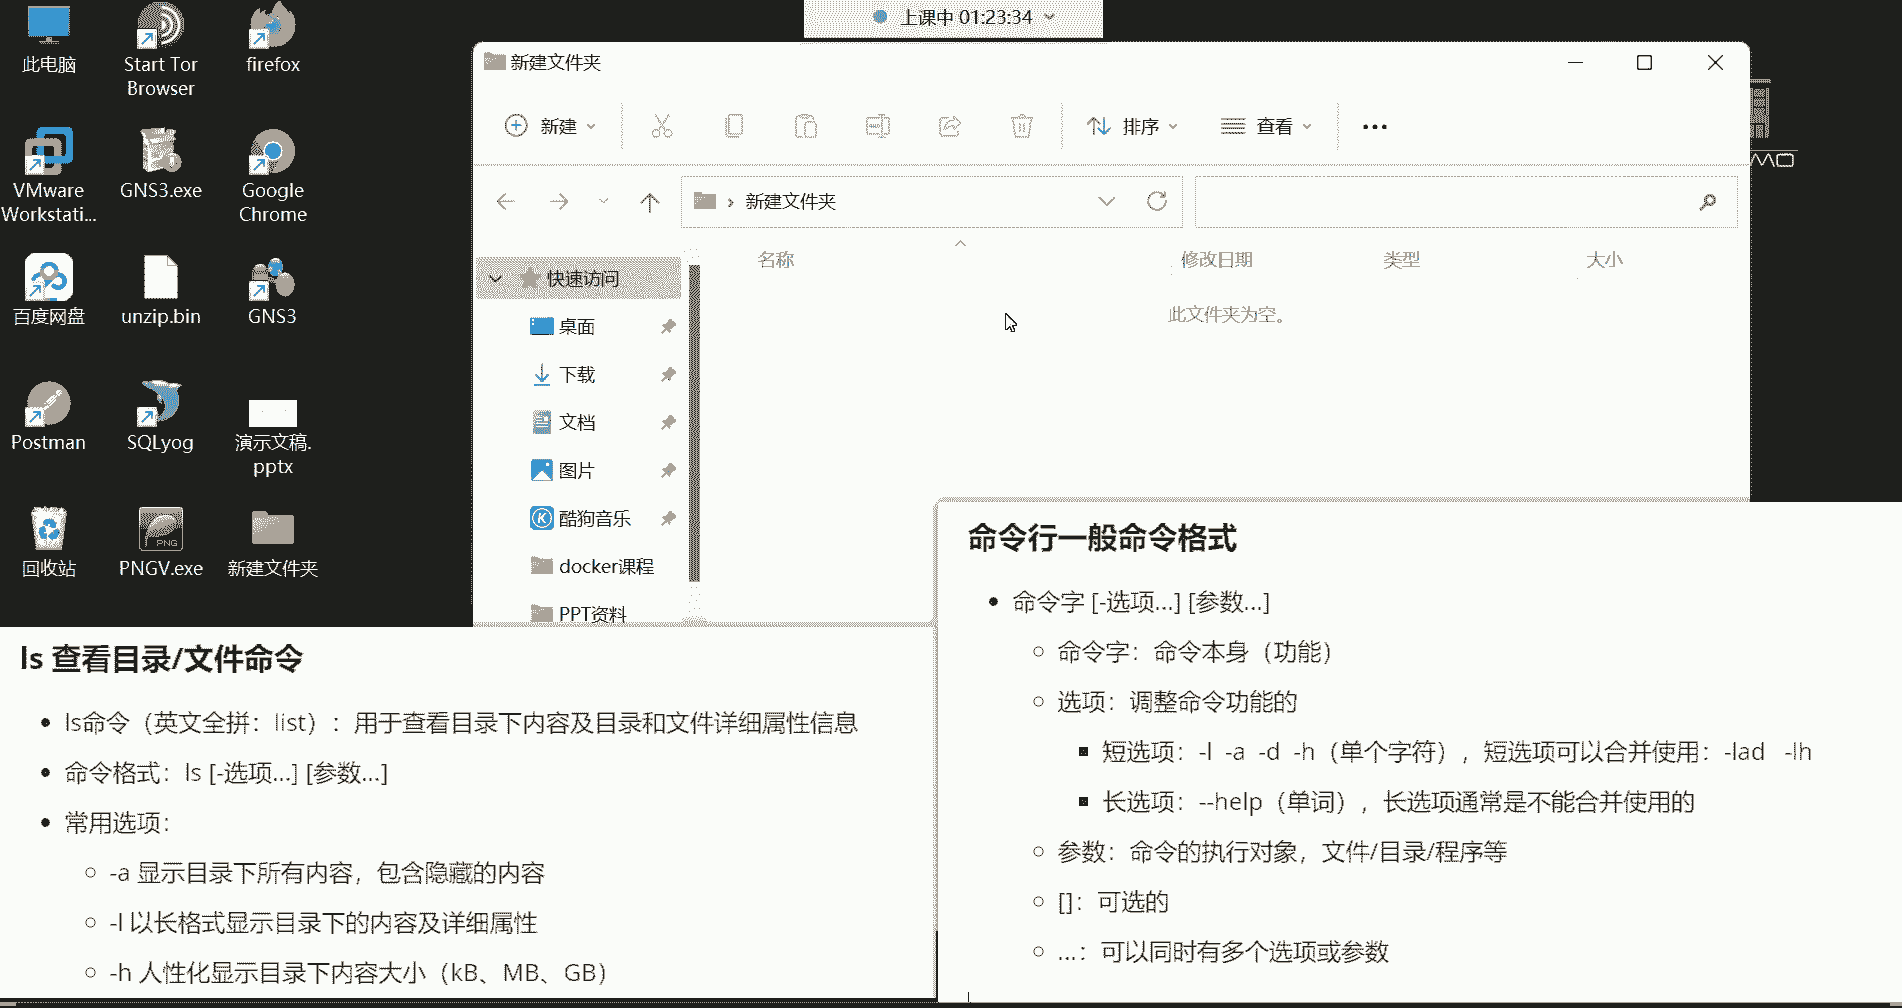 上课中 01:23:34
此电脑
Start Tor
Browser
firefox
VMware
Workstati...
GNS3.exe
Google
Chrome
百度网盘
unzip.bin
GNS3
Postman
SQLyog
演示文稿.
pptx
回收站
PNG
PNGV.exe
新建文件夹
新建文件夹
新建
排序
查看
新建文件夹
名称
修改日期
类型
大小
快速访问
此文件夹为空。
桌面
下载
文档
图片
酷狗音乐
docker课程
PPT资料
ls 查看目录/文件命令
ls命令（英文全拼：list）：用于查看目录下内容及目录和文件详细属性信息
命令格式：ls [-选项...] [参数...]
常用选项：
-a 显示目录下所有内容，包含隐藏的内容
-l 以长格式显示目录下的内容及详细属性
-h 人性化显示目录下内容大小（kB、MB、GB）
命令行一般命令格式
命令字 [-选项...] [参数...]
命令字：命令本身（功能）
选项：调整命令功能的
短选项：-l -a -d -h（单个字符），短选项可以合并使用：-lad -lh
长选项：--help（单词），长选项通常是不能合并使用的
参数：命令的执行对象，文件/目录/程序等
[]：可选的
...：可以同时有多个选项或参数